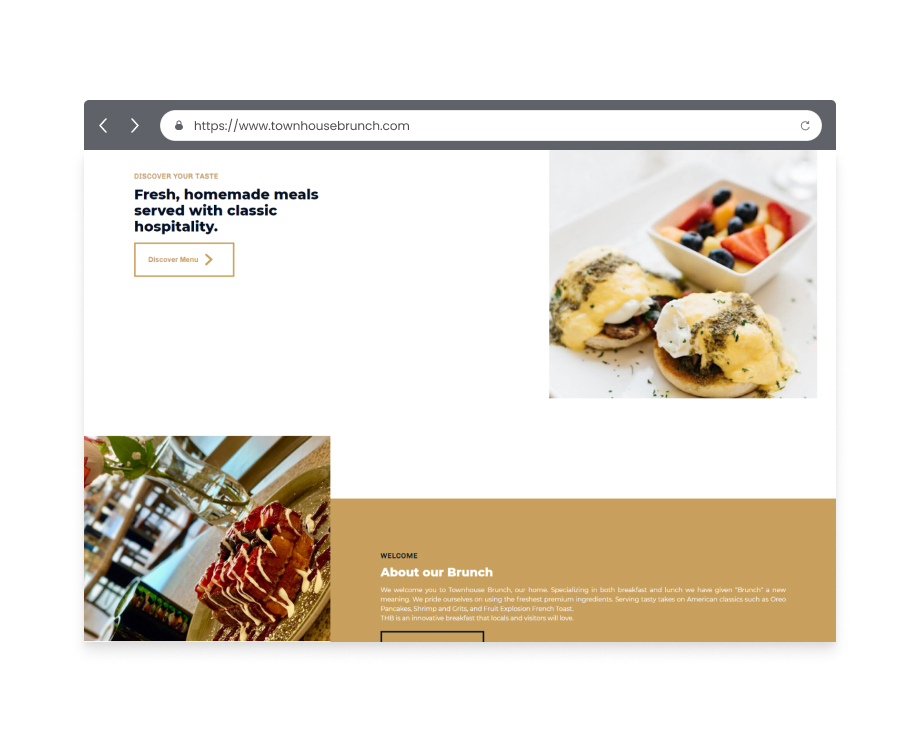 https://www.townhousebrunch.com
DISCOVER YOUR TASTE
Fresh, homemade meals
served with classic
hospitality.
Discover Menu
WELCOME
About our Brunch
We welcome you to Townhouse Brunch, our home. Specializing in both breakfast and lunch we have given "Brunch" a new
meaning. We pride ourselves on using the freshest premium ingredients. Serving tasty takes on American classics such as Oreo
Pancakes, Shrimp and Grits, and Fruit Explosion French Toast.
THB is an innovative breakfast that locals and visitors will love.